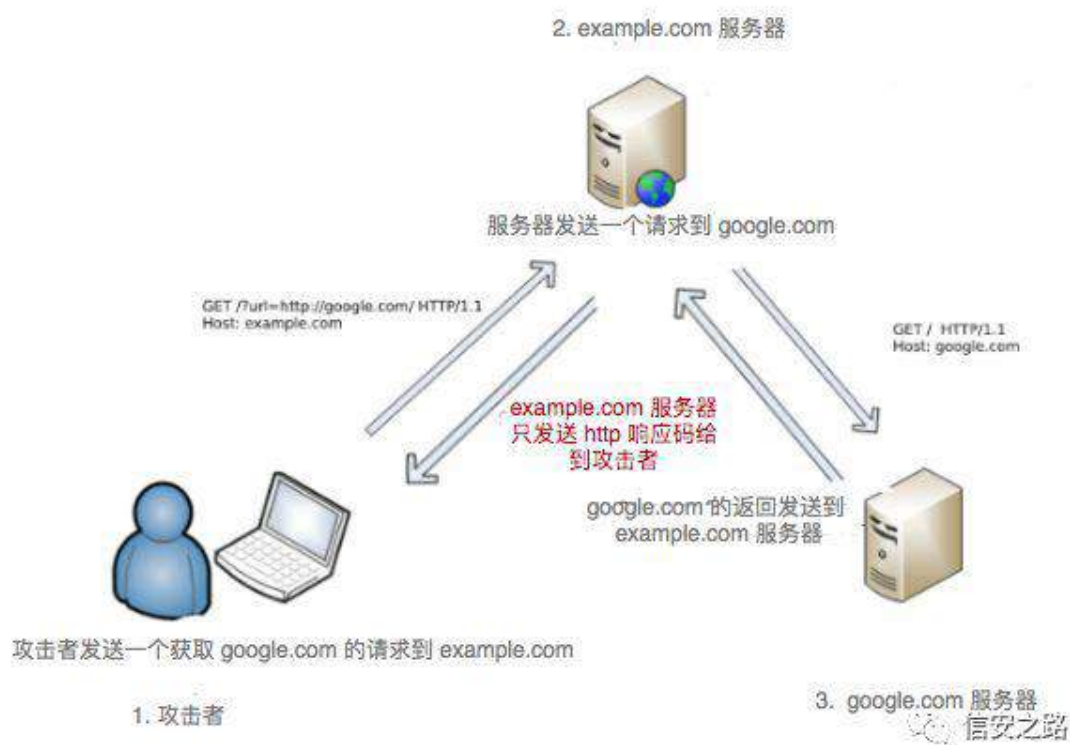 2. example.com 服务器
服务器发送一个请求到 google.com
GET /?url=http://google.com/ HTTP/1.1
Host: example.com
GET / HTTP/1.1
Host: google.com
example.com 服务器
只发送 http 响应码给
到攻击者
google.com 的返回发送到
example.com 服务器
攻击者发送一个获取 google.com 的请求到 example.com
1. 攻击者
3. google.com 服务器
信安之路